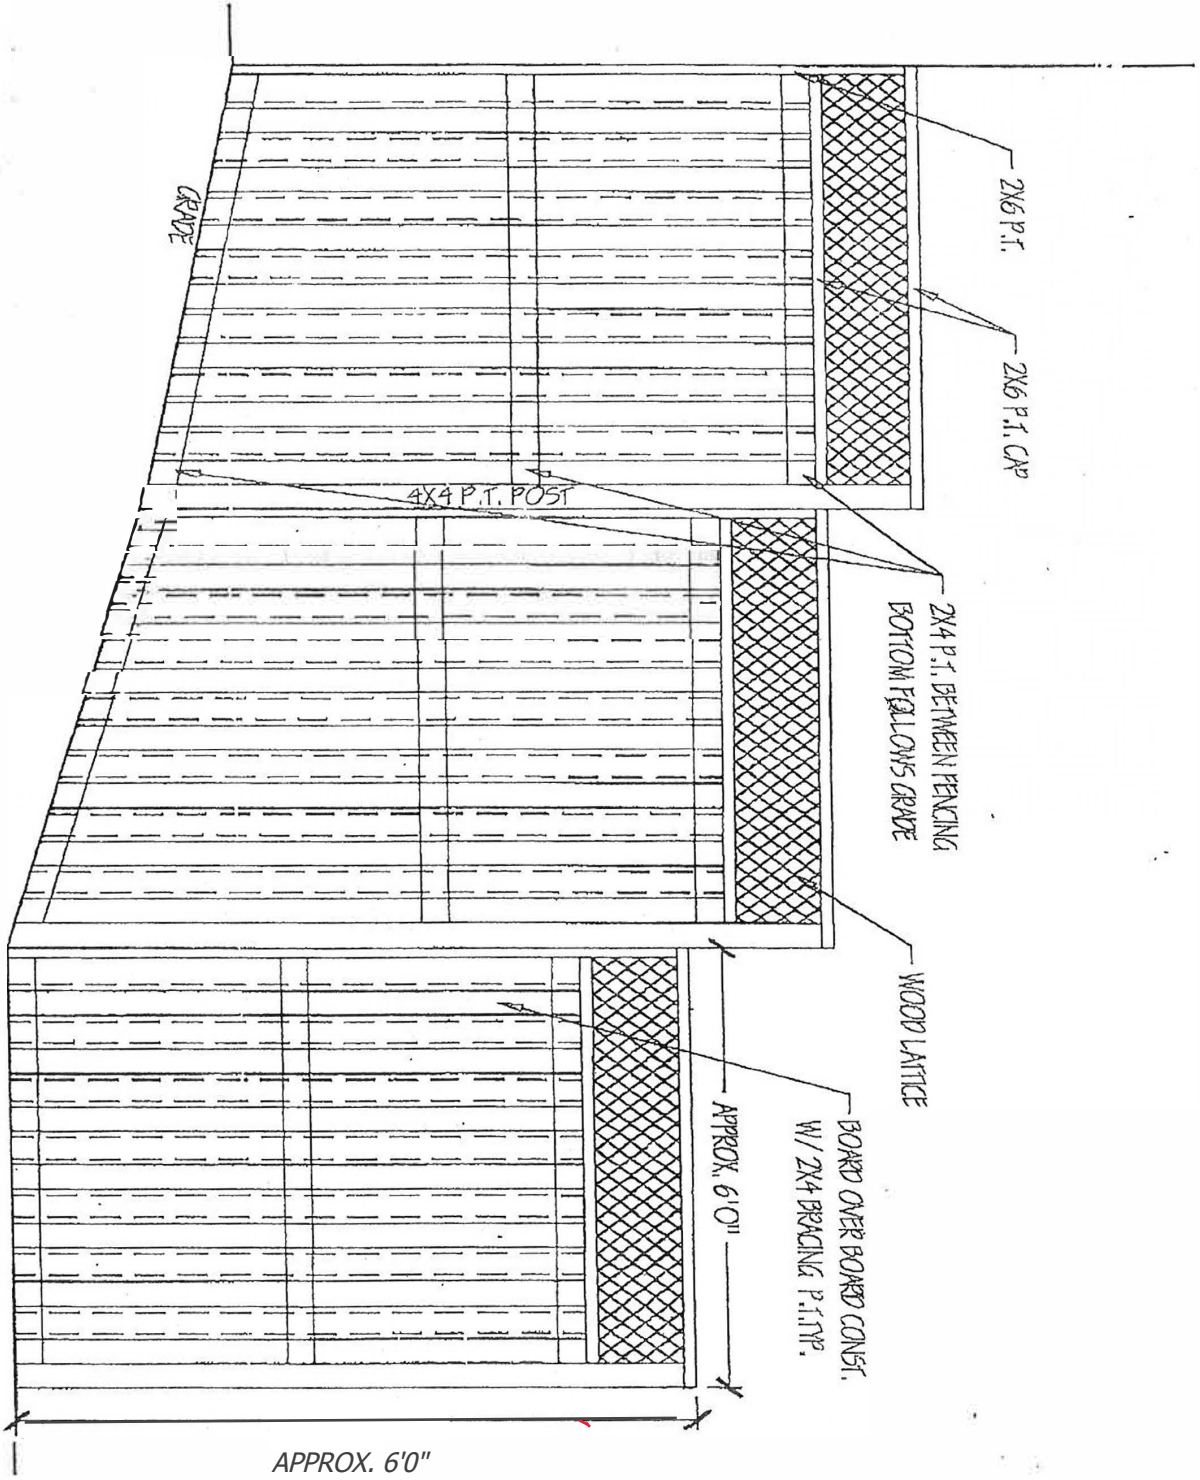 2X6 P.T.
2X6 P.T. CAP
2X4 P.T. BETWEEN FENCING
BOTTOM FOLLOWS GRADE
WOOD LATTICE
BOARD OVER BOARD CONST.
W/ 2X4 BRACING P.T.TYP.
APPROX. 6'0"
GRADE
4X4 P.T. POST
APPROX. 6'0"